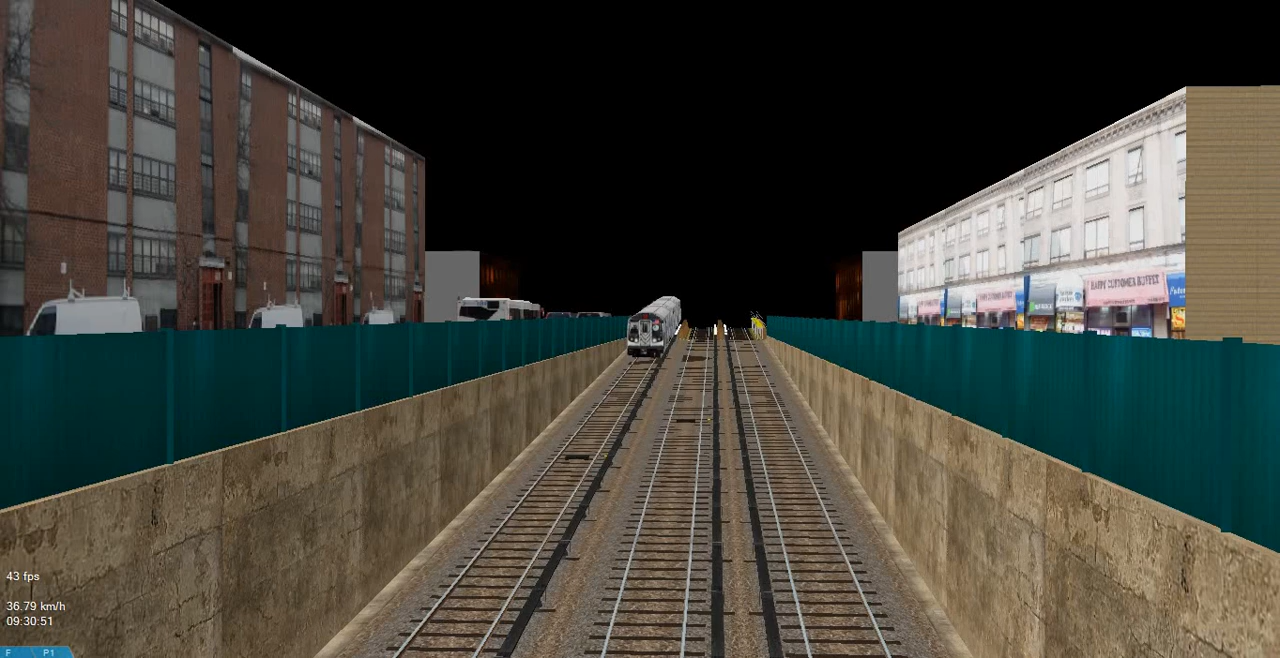 HAPPY CUSTOMER BUFFET
43 fps
36.79 km/h
09:30:51
F P1